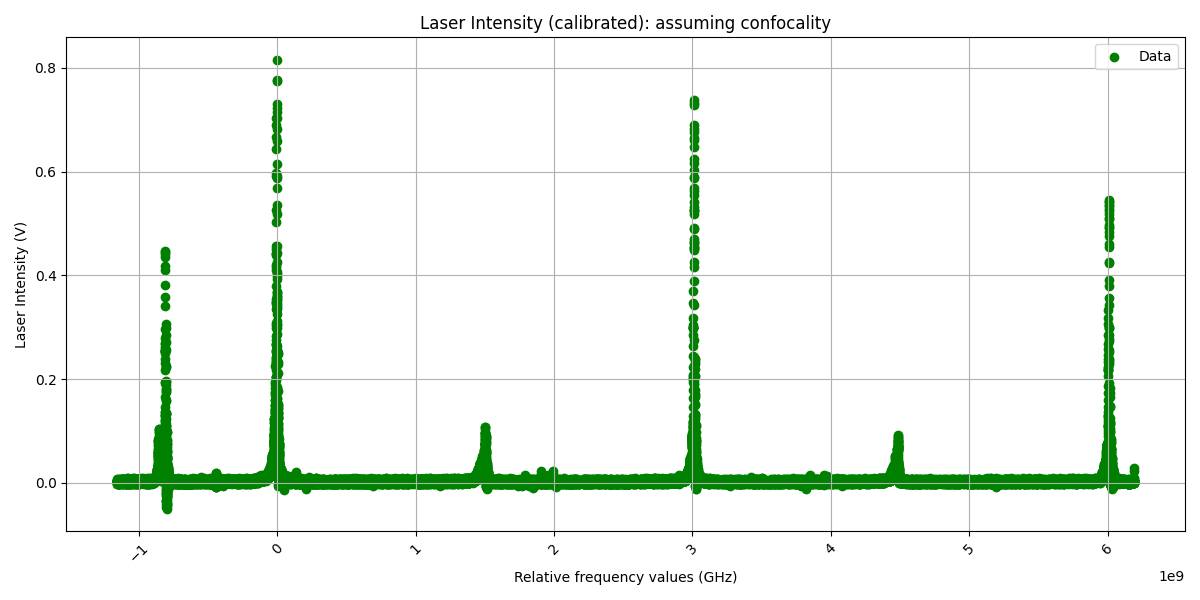 Laser Intensity (calibrated): assuming confocality
Data
Laser Intensity (V)
0.8
0.6
0.4
0.2
0.0
−1
0
1
2
3
4
5
6
1e9
Relative frequency values (GHz)